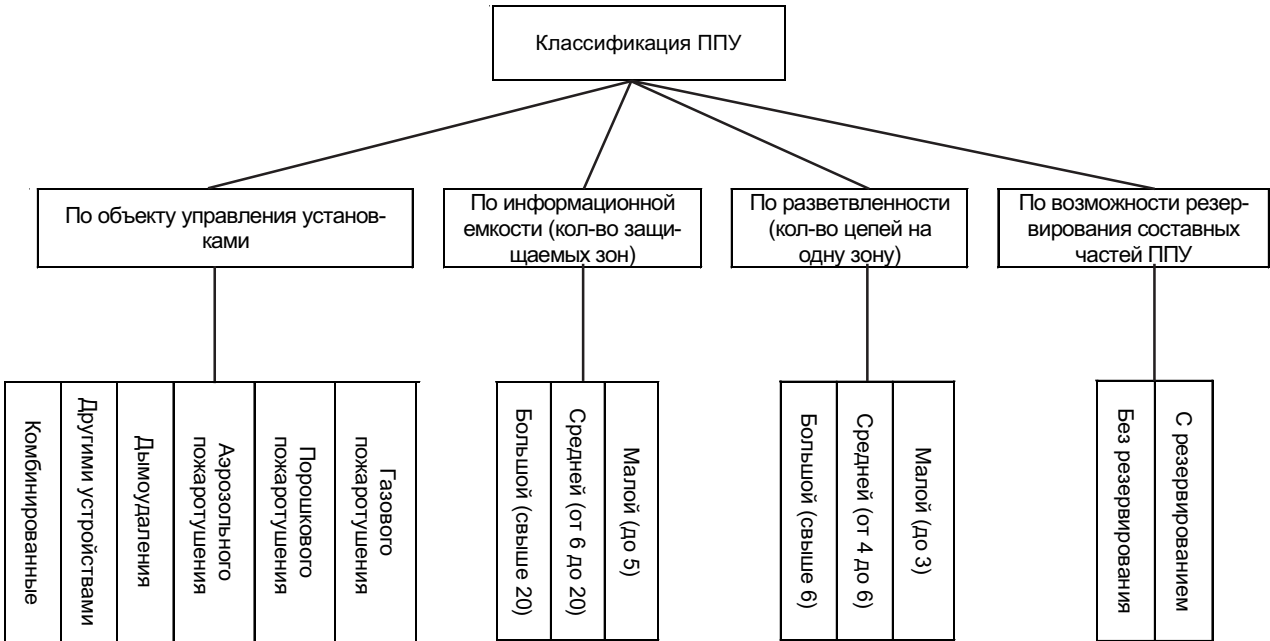 Классификация ППУ
По объекту управления установ-
ками
По информационной
емкости (кол-во защи-
щаемых зон)
По разветвленности
(кол-во цепей на
одну зону)
По возможности резер-
вирования составных
частей ППУ
Комбинированные
Другими устройствами
Дымоудаления
Аэрозольного
пожаротушения
Порошкового
пожаротушения
Газового
пожаротушения
Большой (свыше 20)
Средней (от 6 до 20)
Малой (до 5)
Большой (свыше 6)
Средней (от 4 до 6)
Малой (до 3)
Без резервирования
С резервированием